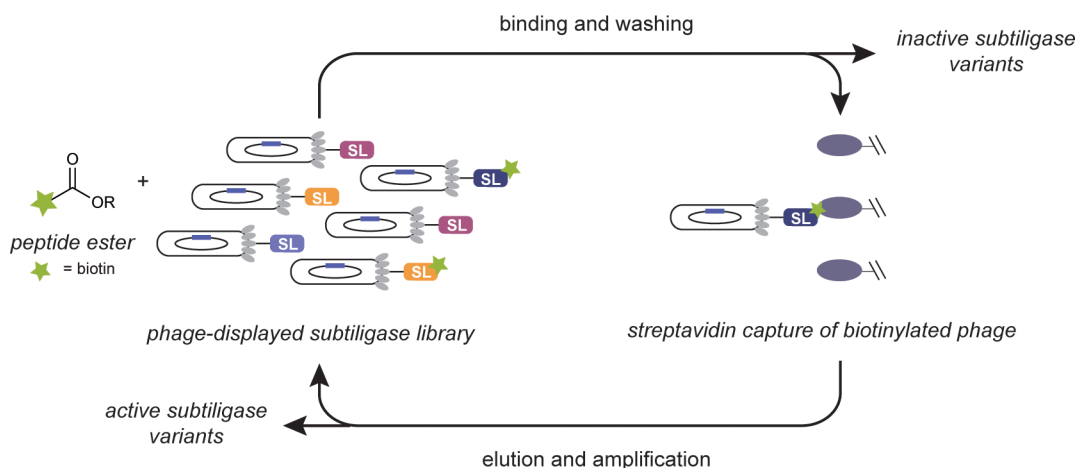 binding and washing
inactive subtiligase
variants
O
OR
+
peptide ester
= biotin
SL
SL
SL
SL
SL
SL
SL
phage-displayed subtiligase library
streptavidin capture of biotinylated phage
active subtiligase
variants
elution and amplification